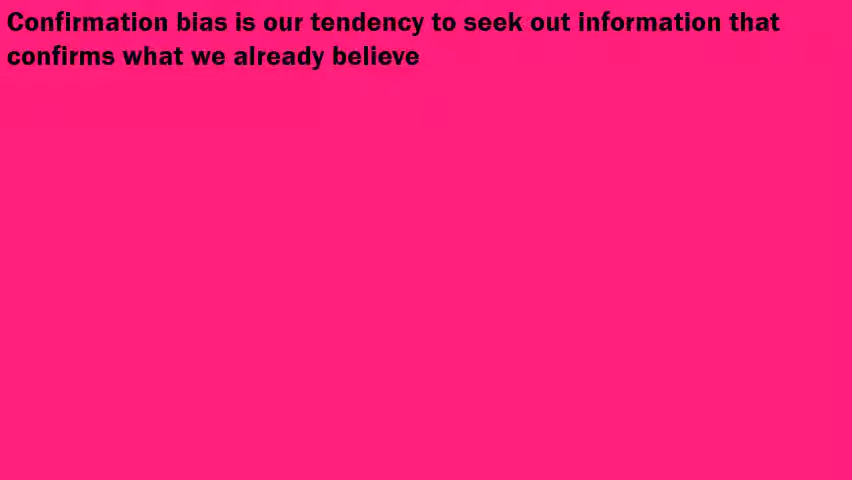 Confirmation bias is our tendency to seek out information that
confirms what we already believe